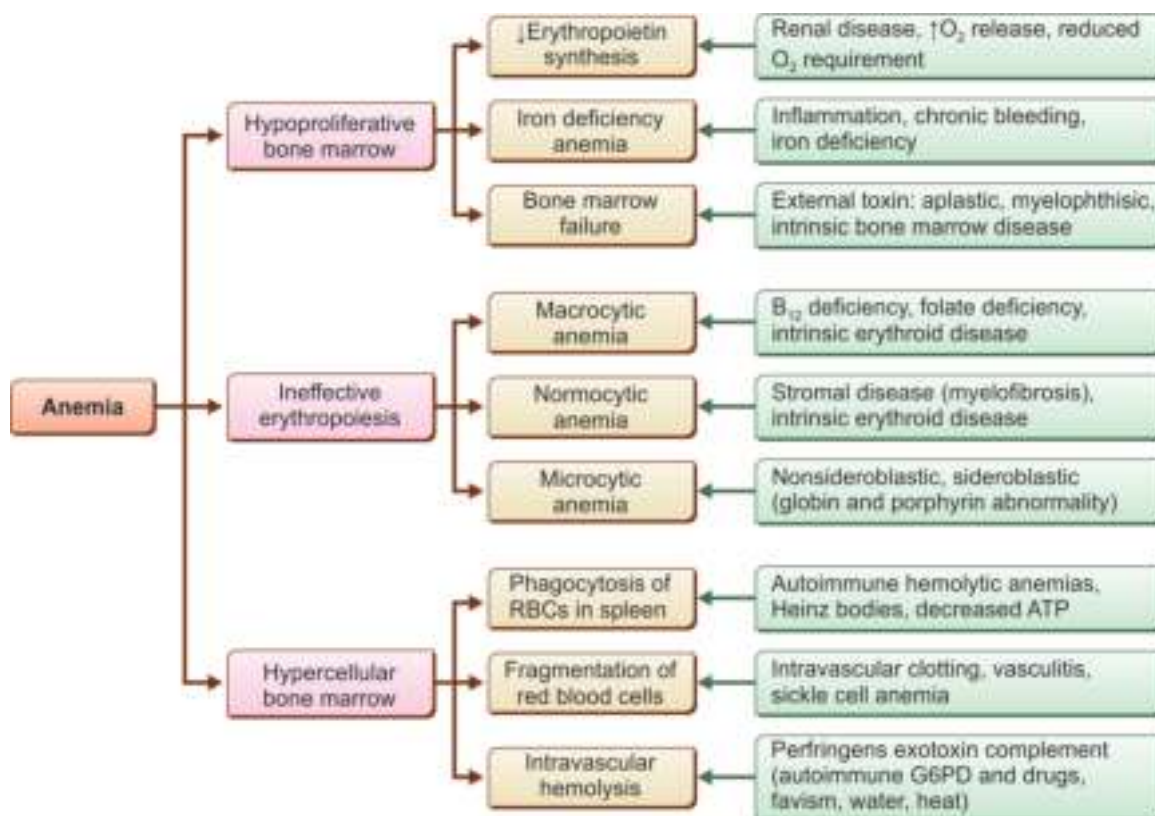 ↓Erythropoietin
synthesis
Renal disease, ↑O₂ release, reduced
O₂ requirement
Hypoproliferative
bone marrow
Iron deficiency
anemia
Inflammation, chronic bleeding,
iron deficiency
Bone marrow
failure
External toxin: aplastic, myelophthisic,
intrinsic bone marrow disease
Macrocytic
anemia
B₁₂ deficiency, folate deficiency,
intrinsic erythroid disease
Anemia
Ineffective
erythropoiesis
Normocytic
anemia
Stromal disease (myelofibrosis),
intrinsic erythroid disease
Microcytic
anemia
Nonsideroblastic, sideroblastic
(globin and porphyrin abnormality)
Phagocytosis of
RBCs in spleen
Autoimmune hemolytic anemias,
Heinz bodies, decreased ATP
Hypercellular
bone marrow
Fragmentation of
red blood cells
Intravascular clotting, vasculitis,
sickle cell anemia
Intravascular
hemolysis
Perfringens exotoxin complement
(autoimmune G6PD and drugs,
favism, water, heat)